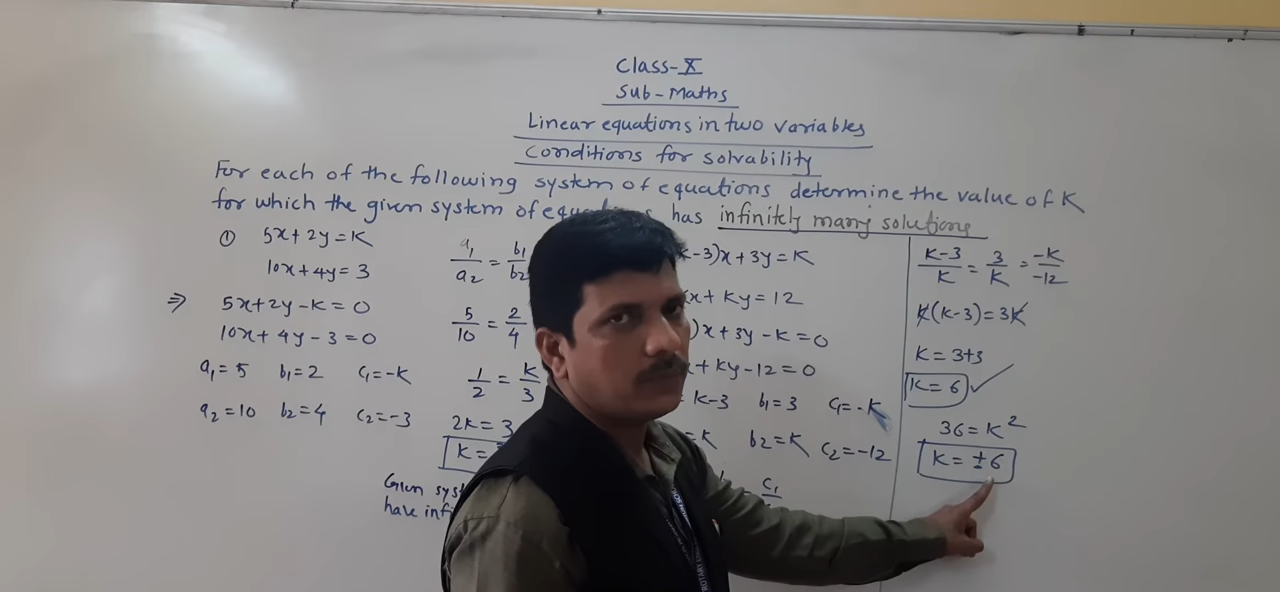 Class-X
Sub-Maths
Linear equations in two variables
Conditions for solvability
For each of the following system of equations determine the value of K
for which the given system of has infinitely many solutions
① 5x+2y=K
10x+4y=3
⇒ 5x+2y-K=0
10x+4y-3=0
a₁=5 b₁=2 C₁=-K
a₂=10 b₂=4 C₂=-3
a₁/a₂ = b₁/b₂
5/10 = 2/4
1/2 = K/3
2K=3
K=
Given
have
K-3)x+3y=K
x+Ky=12
)x+3y-K=0
x+Ky-12=0
K-3 b₁=3 C₁=-K
=K b₂=K C₂=-12
C₁
(K-3)/K = 3/K = -K/-12
K(K-3)=3K
K=3+3
K=6 ✓
36=K²
K=±6
ROTARY